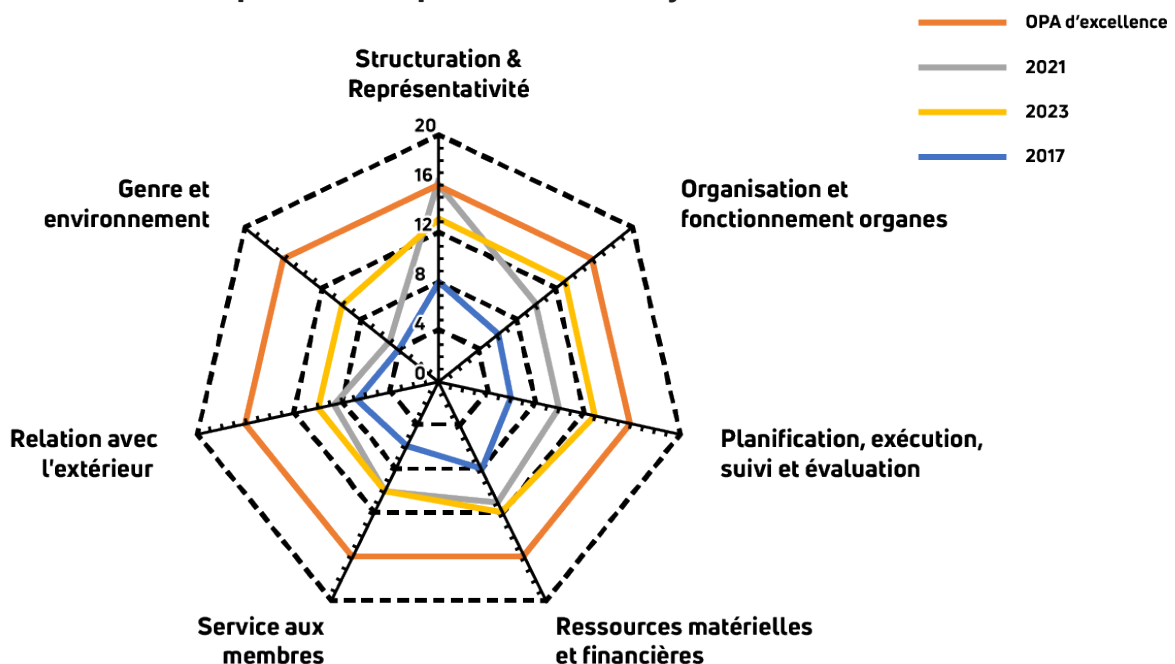 OPA d'excellence
2021
2023
2017
Structuration &
Représentativité
20
16
12
8
4
0
Genre et
environnement
Organisation et
fonctionnement organes
Relation avec
l'extérieur
Planification, exécution,
suivi et évaluation
Service aux
membres
Ressources matérielles
et financières